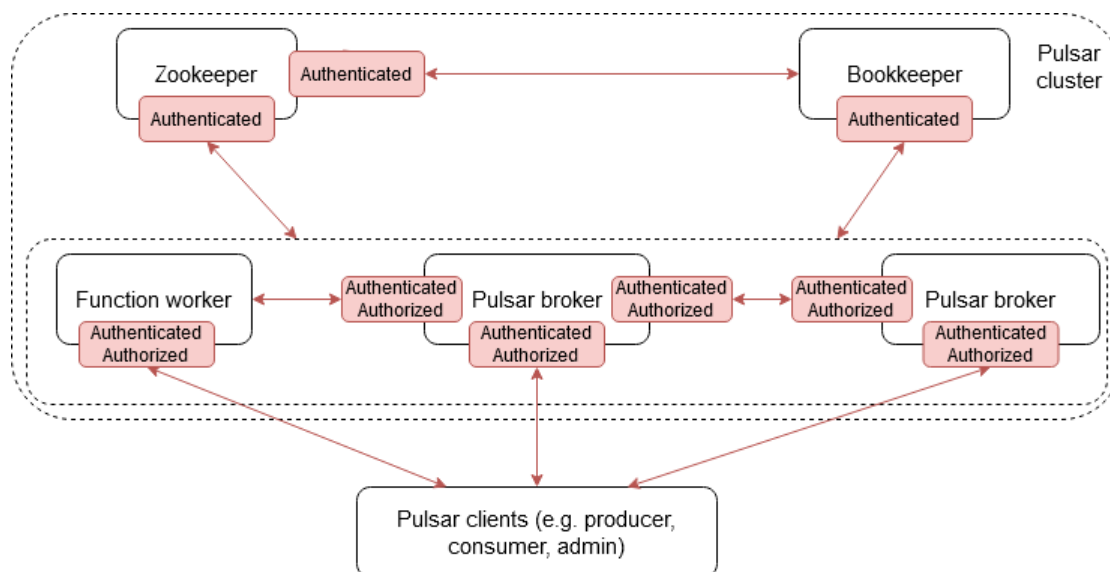 Zookeeper
Authenticated
Authenticated
Bookkeeper
Authenticated
Pulsar
cluster
Function worker
Authenticated
Authorized
Authenticated
Authorized
Pulsar broker
Authenticated
Authorized
Authenticated
Authorized
Authenticated
Authorized
Pulsar broker
Authenticated
Authorized
Pulsar clients (e.g. producer,
consumer, admin)